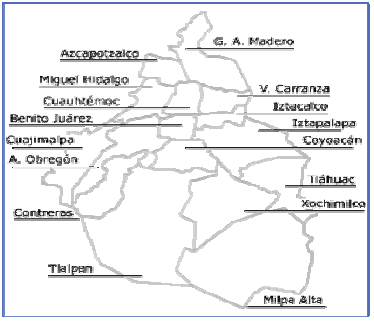 G. A. Madero
Azcapotzalco
Miguel Hidalgo
V. Carranza
Cuauhtémoc
Iztacalco
Benito Juárez
Iztapalapa
Cuajimalpa
Coyoacán
A. Obregón
Tláhuac
Xochimilco
Contreras
Tlalpan
Milpa Alta